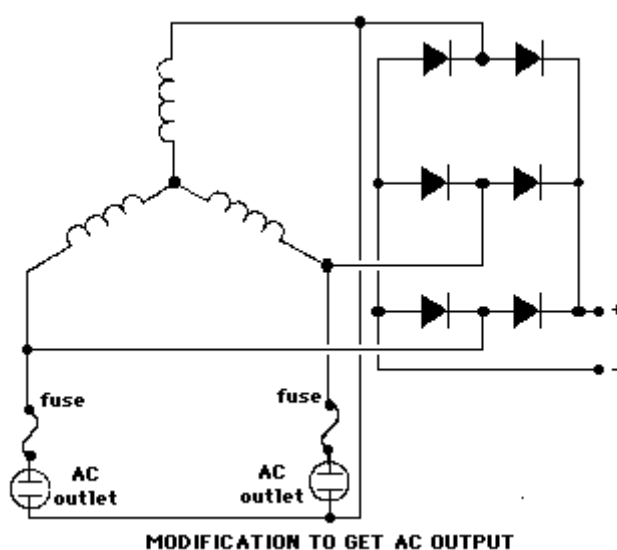 +
-
fuse
fuse
AC
outlet
AC
outlet
MODIFICATION TO GET AC OUTPUT